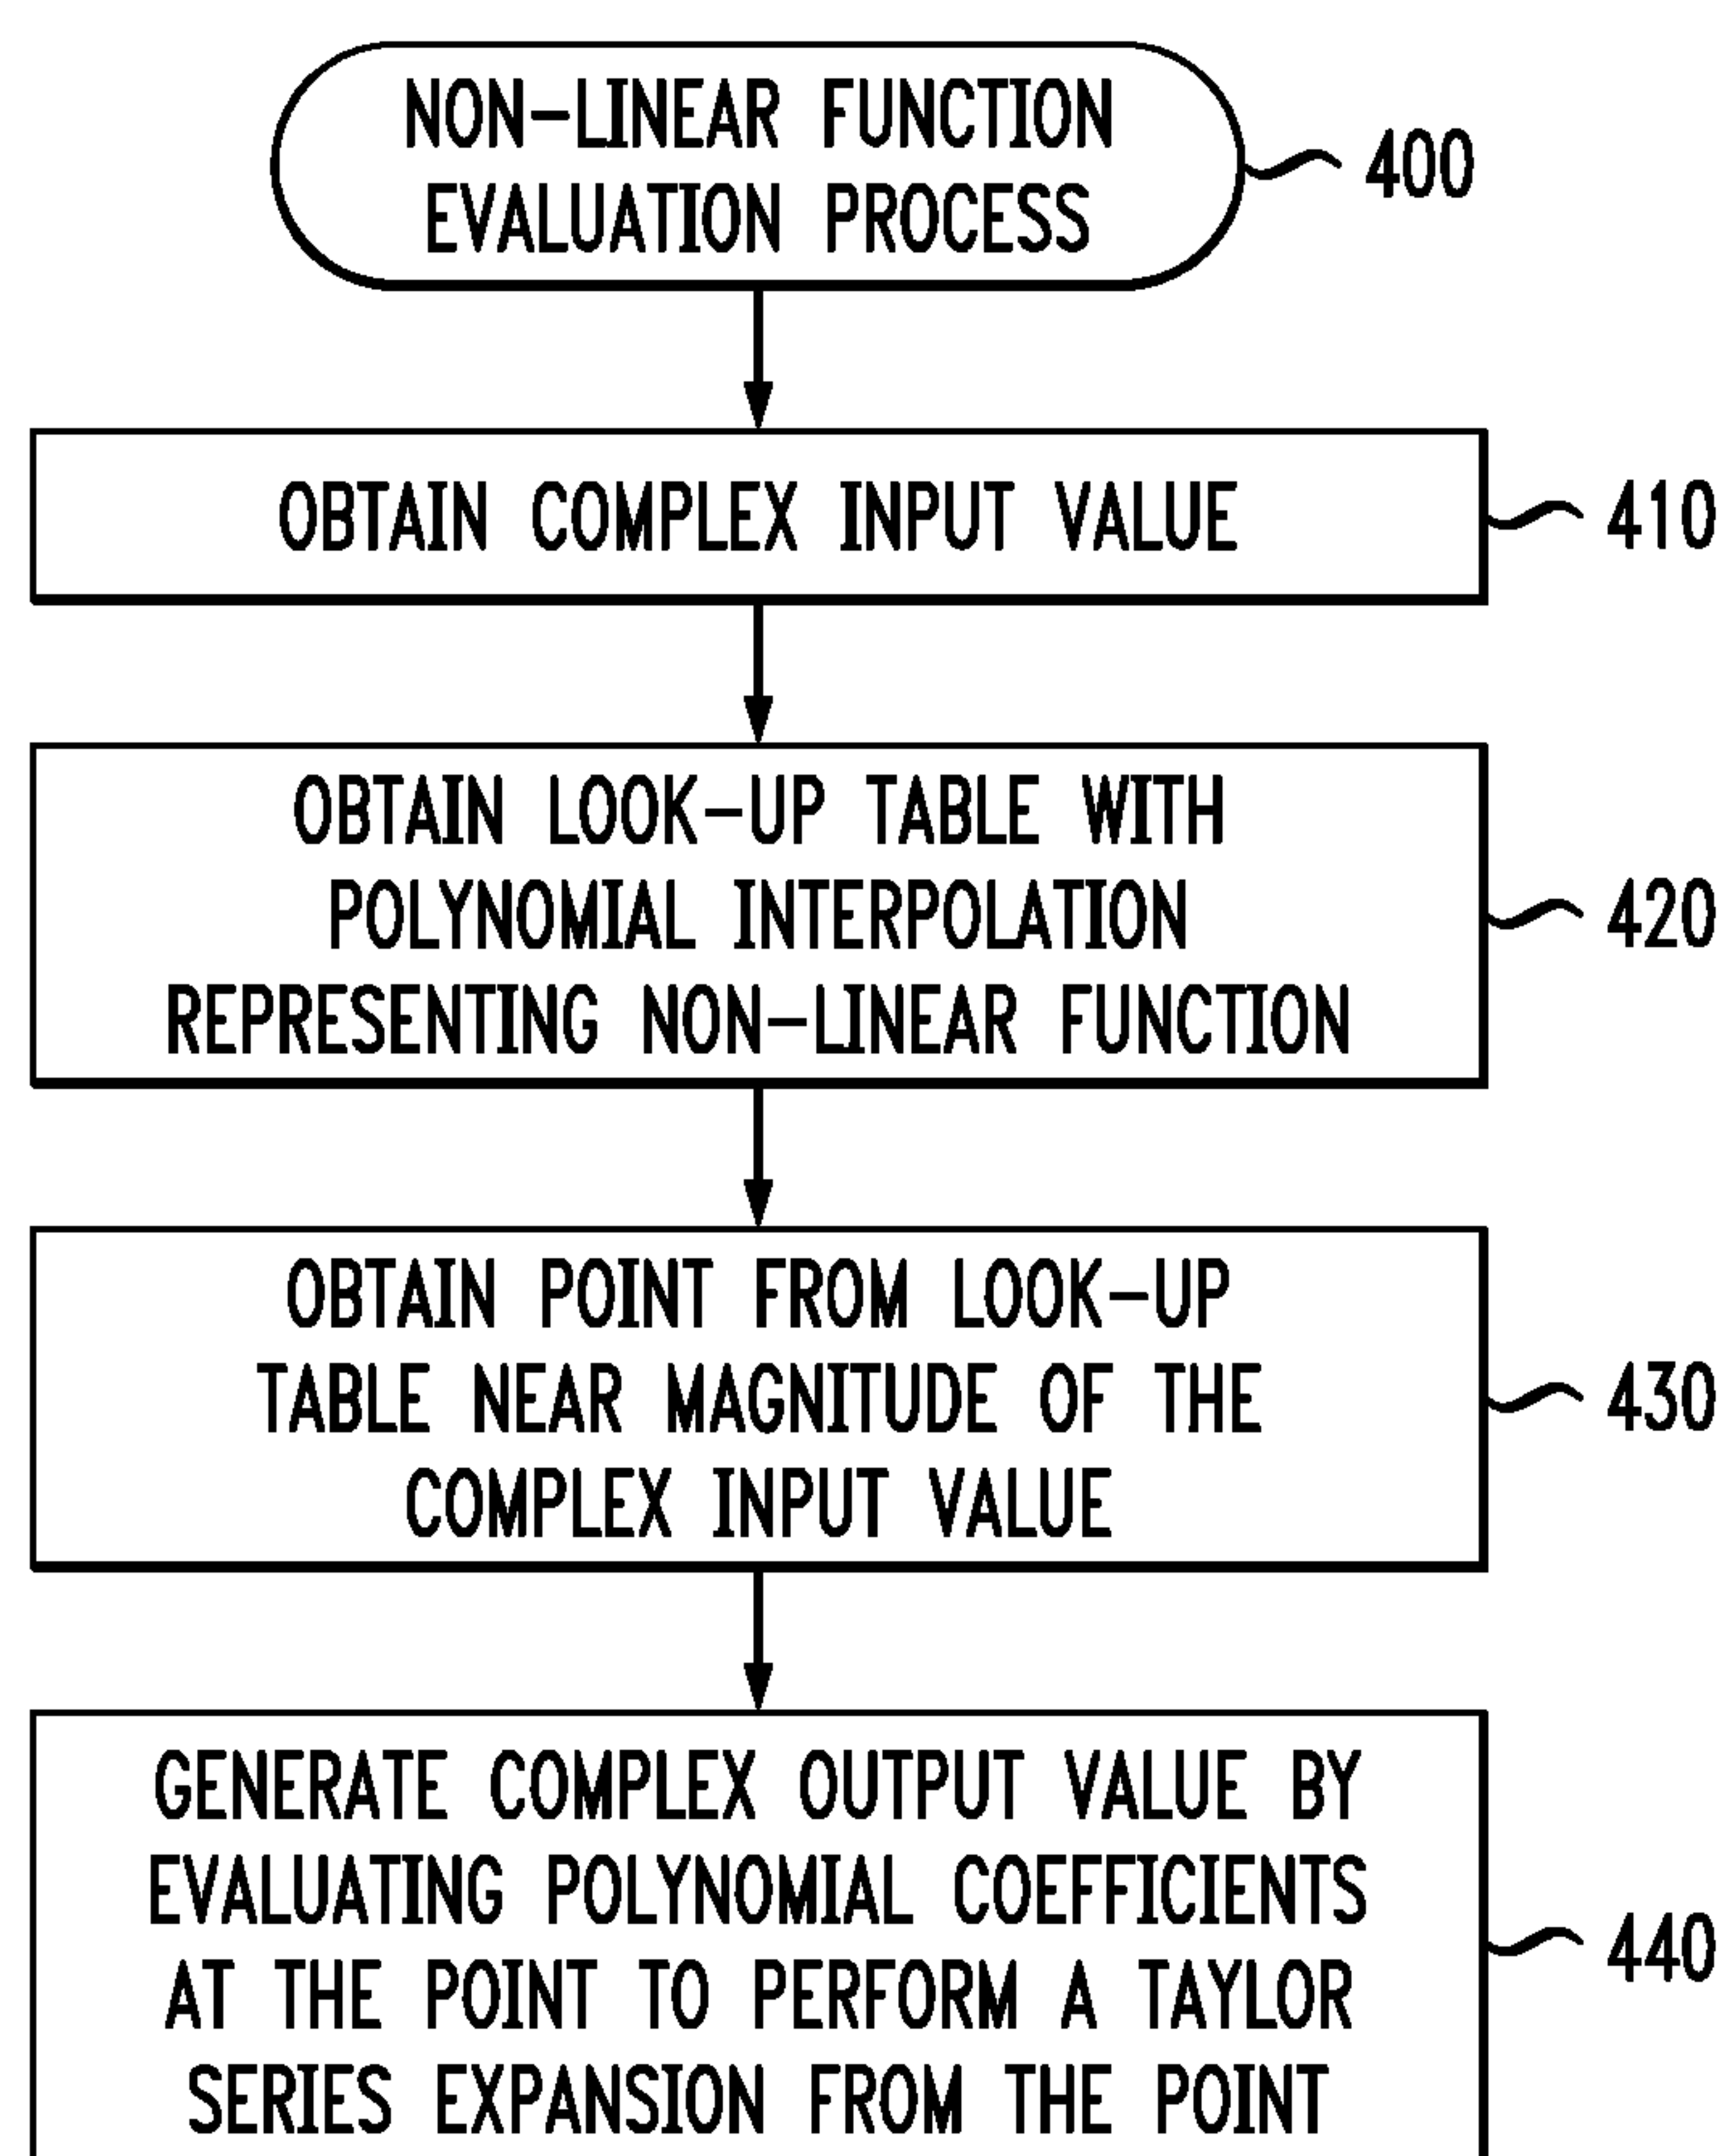 NON-LINEAR FUNCTION
EVALUATION PROCESS
400
OBTAIN COMPLEX INPUT VALUE
410
OBTAIN LOOK-UP TABLE WITH
POLYNOMIAL INTERPOLATION
REPRESENTING NON-LINEAR FUNCTION
420
OBTAIN POINT FROM LOOK-UP
TABLE NEAR MAGNITUDE OF THE
COMPLEX INPUT VALUE
430
GENERATE COMPLEX OUTPUT VALUE BY
EVALUATING POLYNOMIAL COEFFICIENTS
AT THE POINT TO PERFORM A TAYLOR
SERIES EXPANSION FROM THE POINT
440